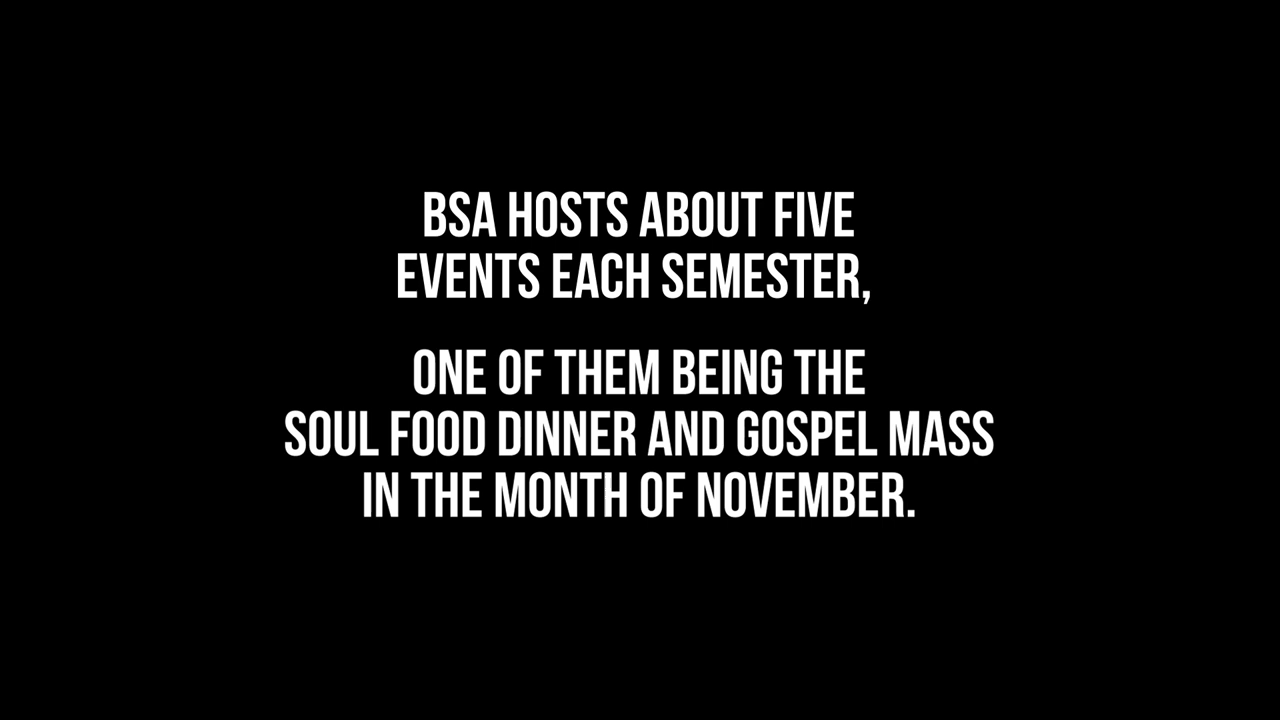 BSA HOSTS ABOUT FIVE
EVENTS EACH SEMESTER,
ONE OF THEM BEING THE
SOUL FOOD DINNER AND GOSPEL MASS
IN THE MONTH OF NOVEMBER.